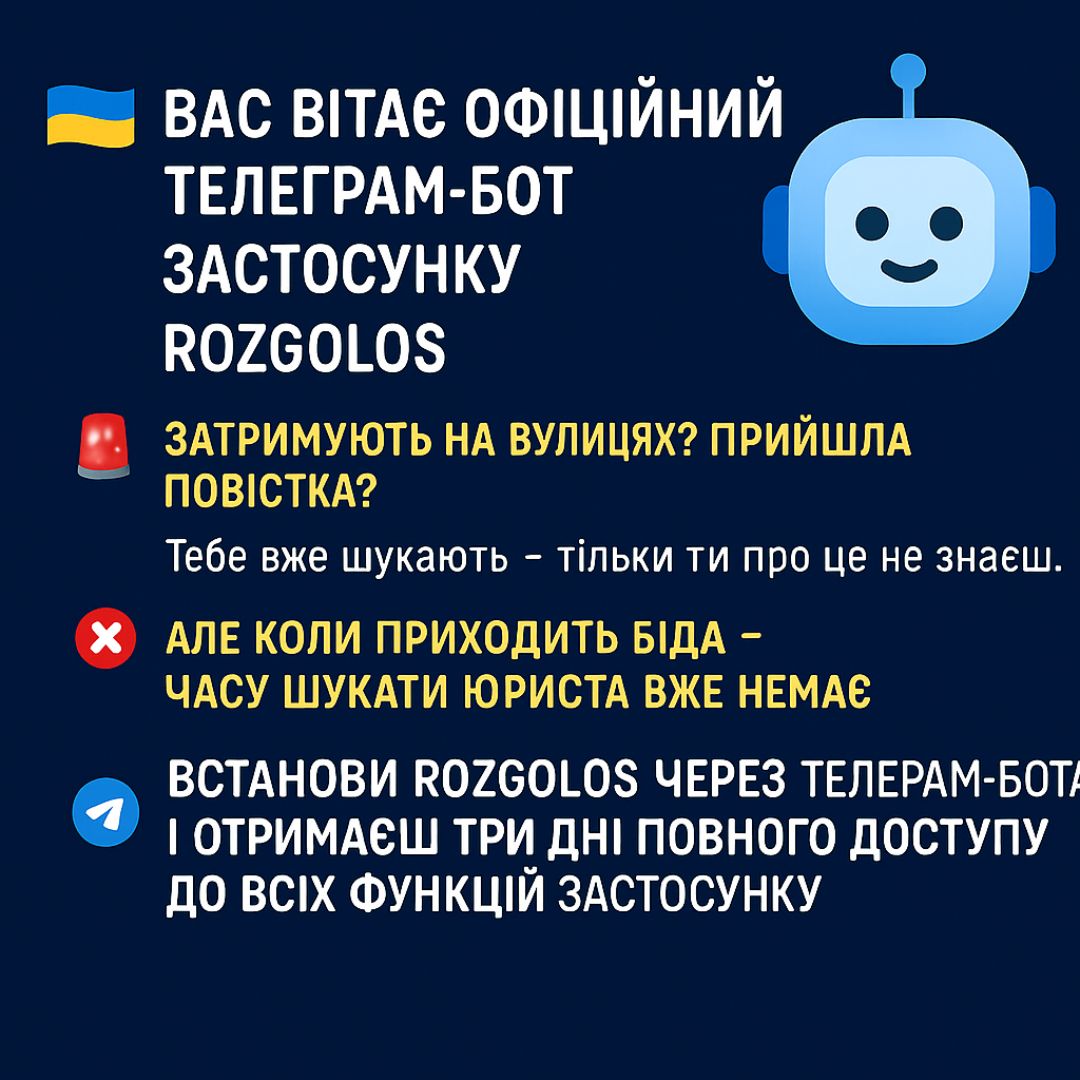 ВАС ВІТАЄ ОФІЦІЙНИЙ
ТЕЛЕГРАМ-БОТ
ЗАСТОСУНКУ
ROZGOLOS
ЗАТРИМУЮТЬ НА ВУЛИЦЯХ? ПРИЙШЛА
ПОВІСТКА?
Тебе вже шукають – тільки ти про це не знаєш.
АЛЕ КОЛИ ПРИХОДИТЬ БІДА –
ЧАСУ ШУКАТИ ЮРИСТА ВЖЕ НЕМАЄ
ВСТАНОВИ ROZGOLOS ЧЕРЕЗ ТЕЛЕРАМ-БОТА
І ОТРИМАЄШ ТРИ ДНІ ПОВНОГО ДОСТУПУ
ДО ВСІХ ФУНКЦІЙ ЗАСТОСУНКУ